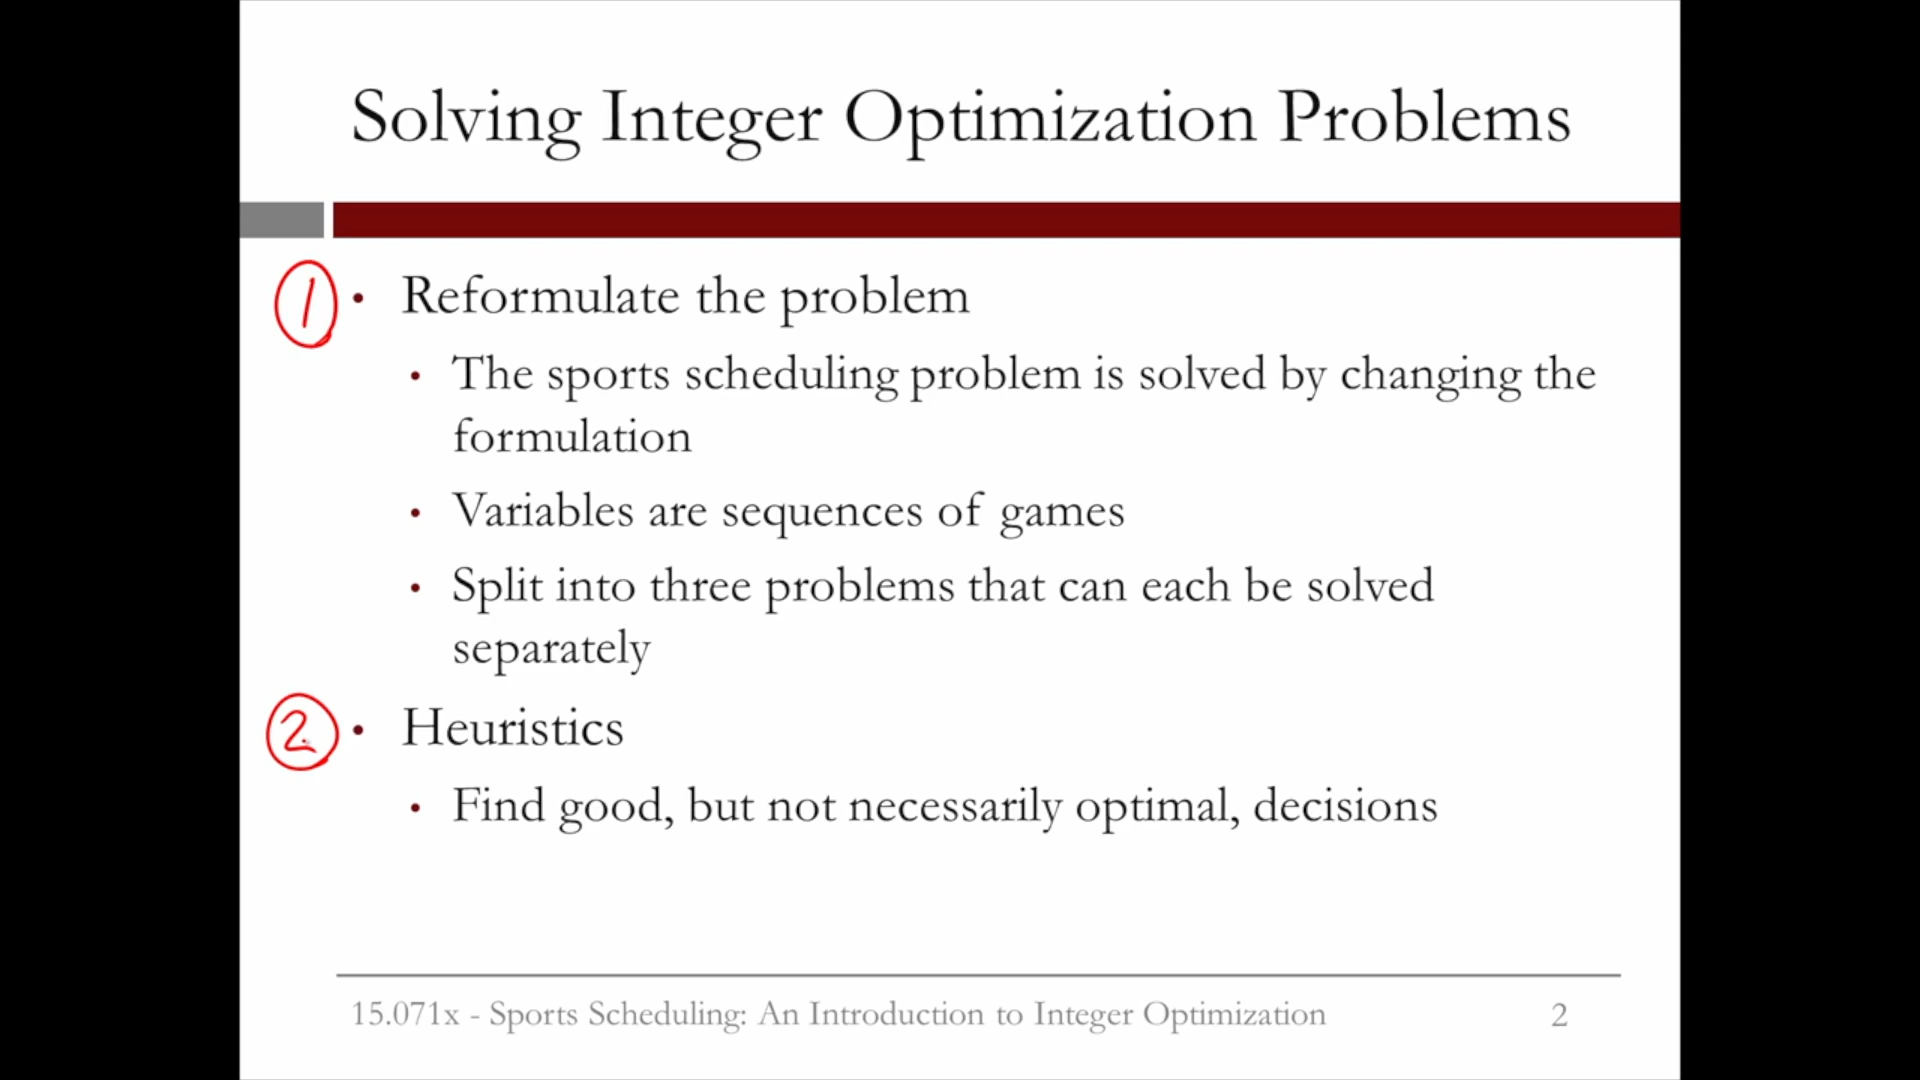 Solving Integer Optimization Problems
1 • Reformulate the problem
• The sports scheduling problem is solved by changing the
formulation
• Variables are sequences of games
• Split into three problems that can each be solved
separately
2 • Heuristics
• Find good, but not necessarily optimal, decisions
15.071x - Sports Scheduling: An Introduction to Integer Optimization 2